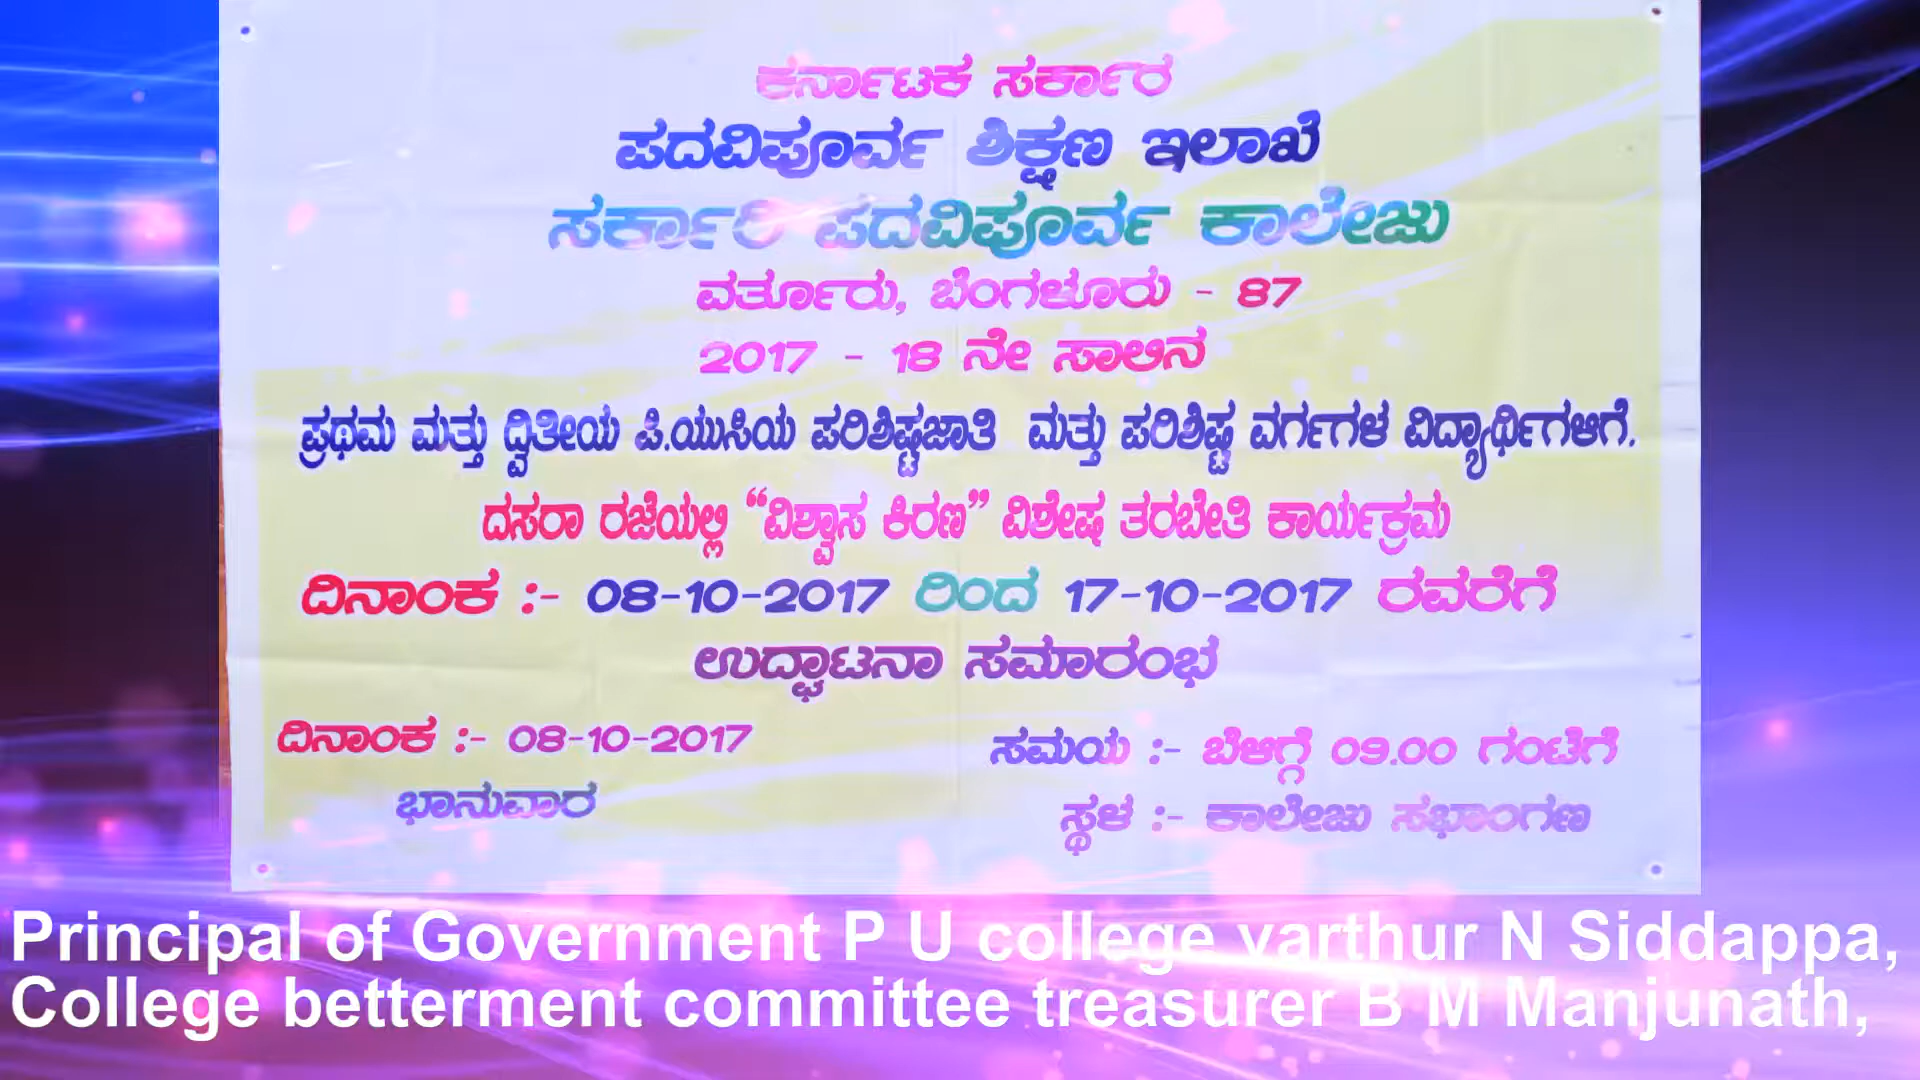 ಕರ್ನಾಟಕ ಸರ್ಕಾರ
ಪದವಿಪೂರ್ವ ಶಿಕ್ಷಣ ಇಲಾಖೆ
ಸರ್ಕಾರಿ ಪದವಿಪೂರ್ವ ಕಾಲೇಜು
ವರ್ತೂರು, ಬೆಂಗಳೂರು - 87
2017 - 18 ನೇ ಸಾಲಿನ
ಪ್ರಥಮ ಮತ್ತು ದ್ವಿತೀಯ ಪಿ.ಯುಸಿಯ ಪರಿಶಿಷ್ಟಜಾತಿ ಮತ್ತು ಪರಿಶಿಷ್ಟ ವರ್ಗಗಳ ವಿದ್ಯಾರ್ಥಿಗಳಿಗೆ.
ದಸರಾ ರಜೆಯಲ್ಲಿ "ವಿಶ್ವಾಸ ಕಿರಣ" ವಿಶೇಷ ತರಬೇತಿ ಕಾರ್ಯಕ್ರಮ
ದಿನಾಂಕ :- 08-10-2017 ರಿಂದ 17-10-2017 ರವರೆಗೆ
ಉದ್ಘಾಟನಾ ಸಮಾರಂಭ
ದಿನಾಂಕ :- 08-10-2017
ಭಾನುವಾರ
ಸಮಯ :- ಬೆಳಿಗ್ಗೆ 09.00 ಗಂಟೆಗೆ
ಸ್ಥಳ :- ಕಾಲೇಜು ಸಭಾಂಗಣ
Principal of Government P U college varthur N Siddappa,
College betterment committee treasurer B M Manjunath,